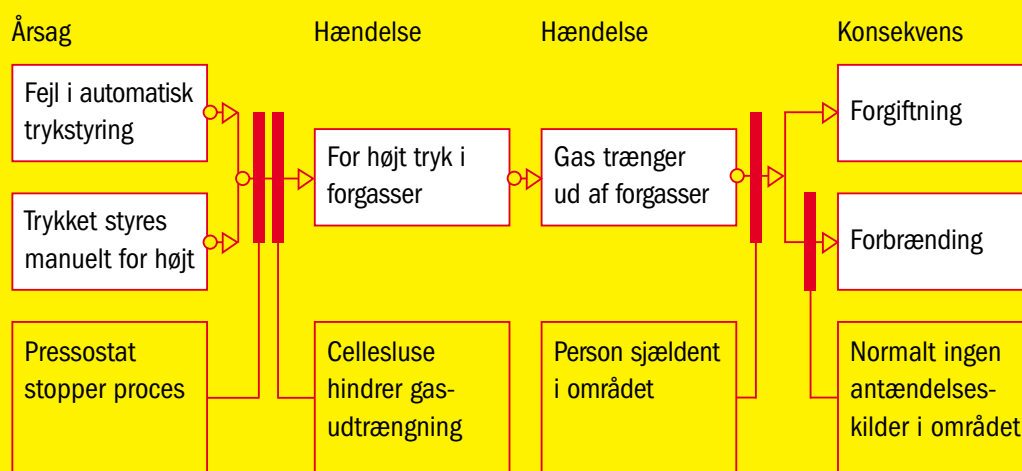 Årsag
Hændelse
Hændelse
Konsekvens
Fejl i automatisk
trykstyring
Trykket styres
manuelt for højt
For højt tryk i
forgasser
Gas trænger
ud af forgasser
Forgiftning
Forbrænding
Pressostat
stopper proces
Cellesluse
hindrer gas-
udtrængning
Person sjældent
i området
Normalt ingen
antændelses-
kilder i området